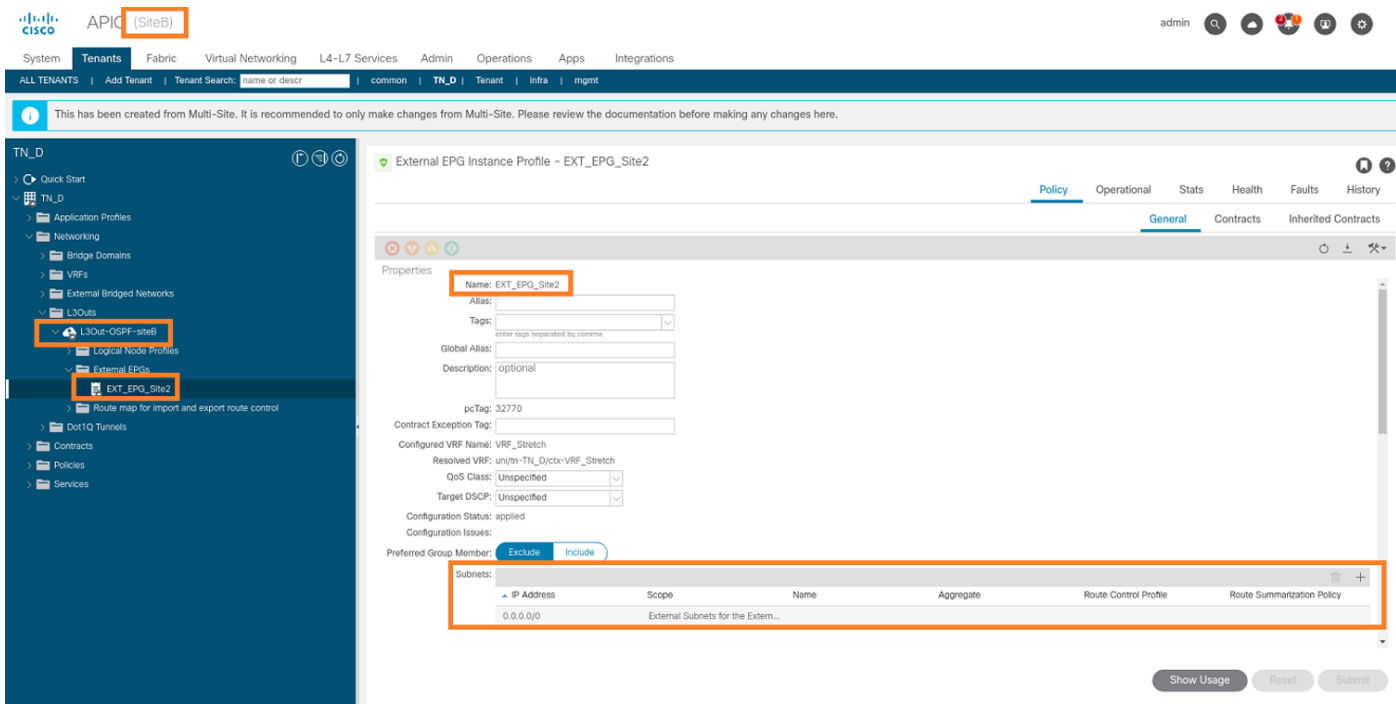 CISCO
APIC (SiteB)
admin
2
1
System Tenants Fabric Virtual Networking L4-L7 Services Admin Operations Apps Integrations
ALL TENANTS | Add Tenant | Tenant Search: name or descr | common | TN_D | Tenant | infra | mgmt
i This has been created from Multi-Site. It is recommended to only make changes from Multi-Site. Please review the documentation before making any changes here.
TN_D
Quick Start
TN_D
Application Profiles
Networking
Bridge Domains
VRFs
External Bridged Networks
L3Outs
L3Out-OSPF-siteB
Logical Node Profiles
External EPGs
EXT_EPG_Site2
Route map for import and export route control
Dot1Q Tunnels
Contracts
Policies
Services
External EPG Instance Profile - EXT_EPG_Site2
?
Policy Operational Stats Health Faults History
General Contracts Inherited Contracts
Properties
Name: EXT_EPG_Site2
Alias:
Tags:
enter tags separated by comma
Global Alias:
Description: optional
pcTag: 32770
Contract Exception Tag:
Configured VRF Name: VRF_Stretch
Resolved VRF: uni/tn-TN_D/ctx-VRF_Stretch
QoS Class: Unspecified
Target DSCP: Unspecified
Configuration Status: applied
Configuration Issues:
Preferred Group Member: Exclude Include
Subnets:
IP Address Scope Name Aggregate Route Control Profile Route Summarization Policy
0.0.0.0/0 External Subnets for the Extern...
Show Usage Reset Submit